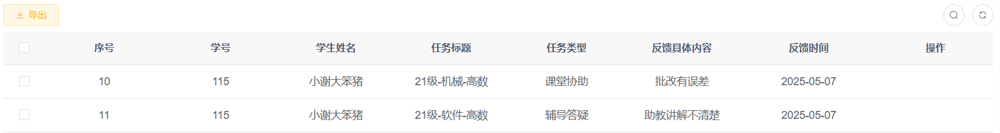 导出
序号 学号 学生姓名 任务标题 任务类型 反馈具体内容 反馈时间 操作
10 115 小谢大笨猪 21级-机械-高数 课堂协助 批改有误差 2025-05-07
11 115 小谢大笨猪 21级-软件-高数 辅导答疑 助教讲解不清楚 2025-05-07